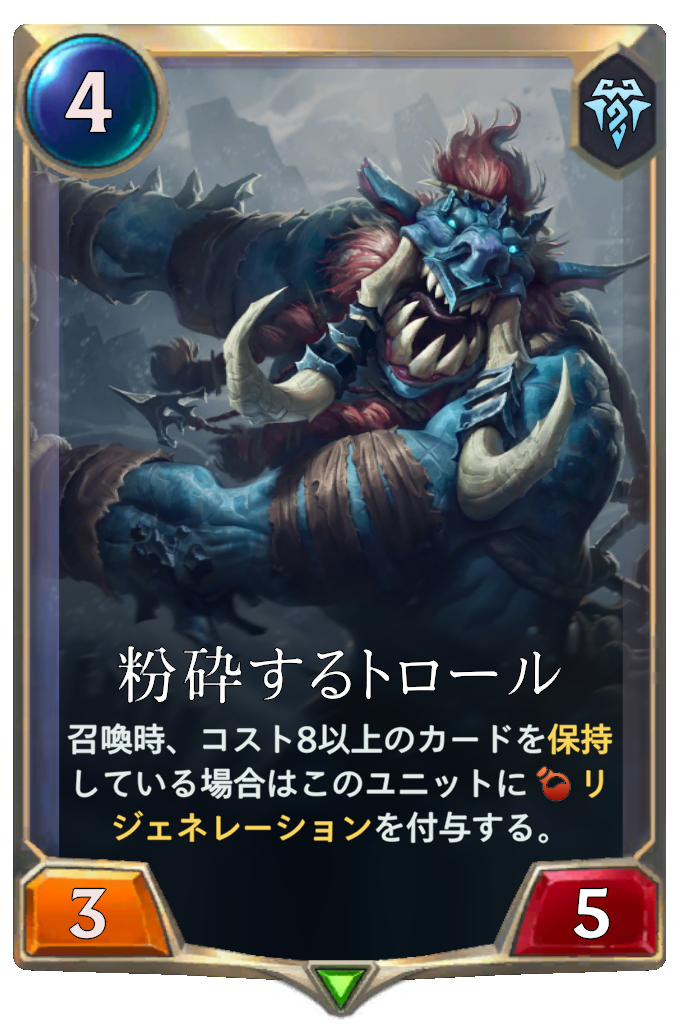 4
粉砕するトロール
召喚時、コスト8以上のカードを保持
している場合はこのユニットに リ
ジェネレーションを付与する。
3
5